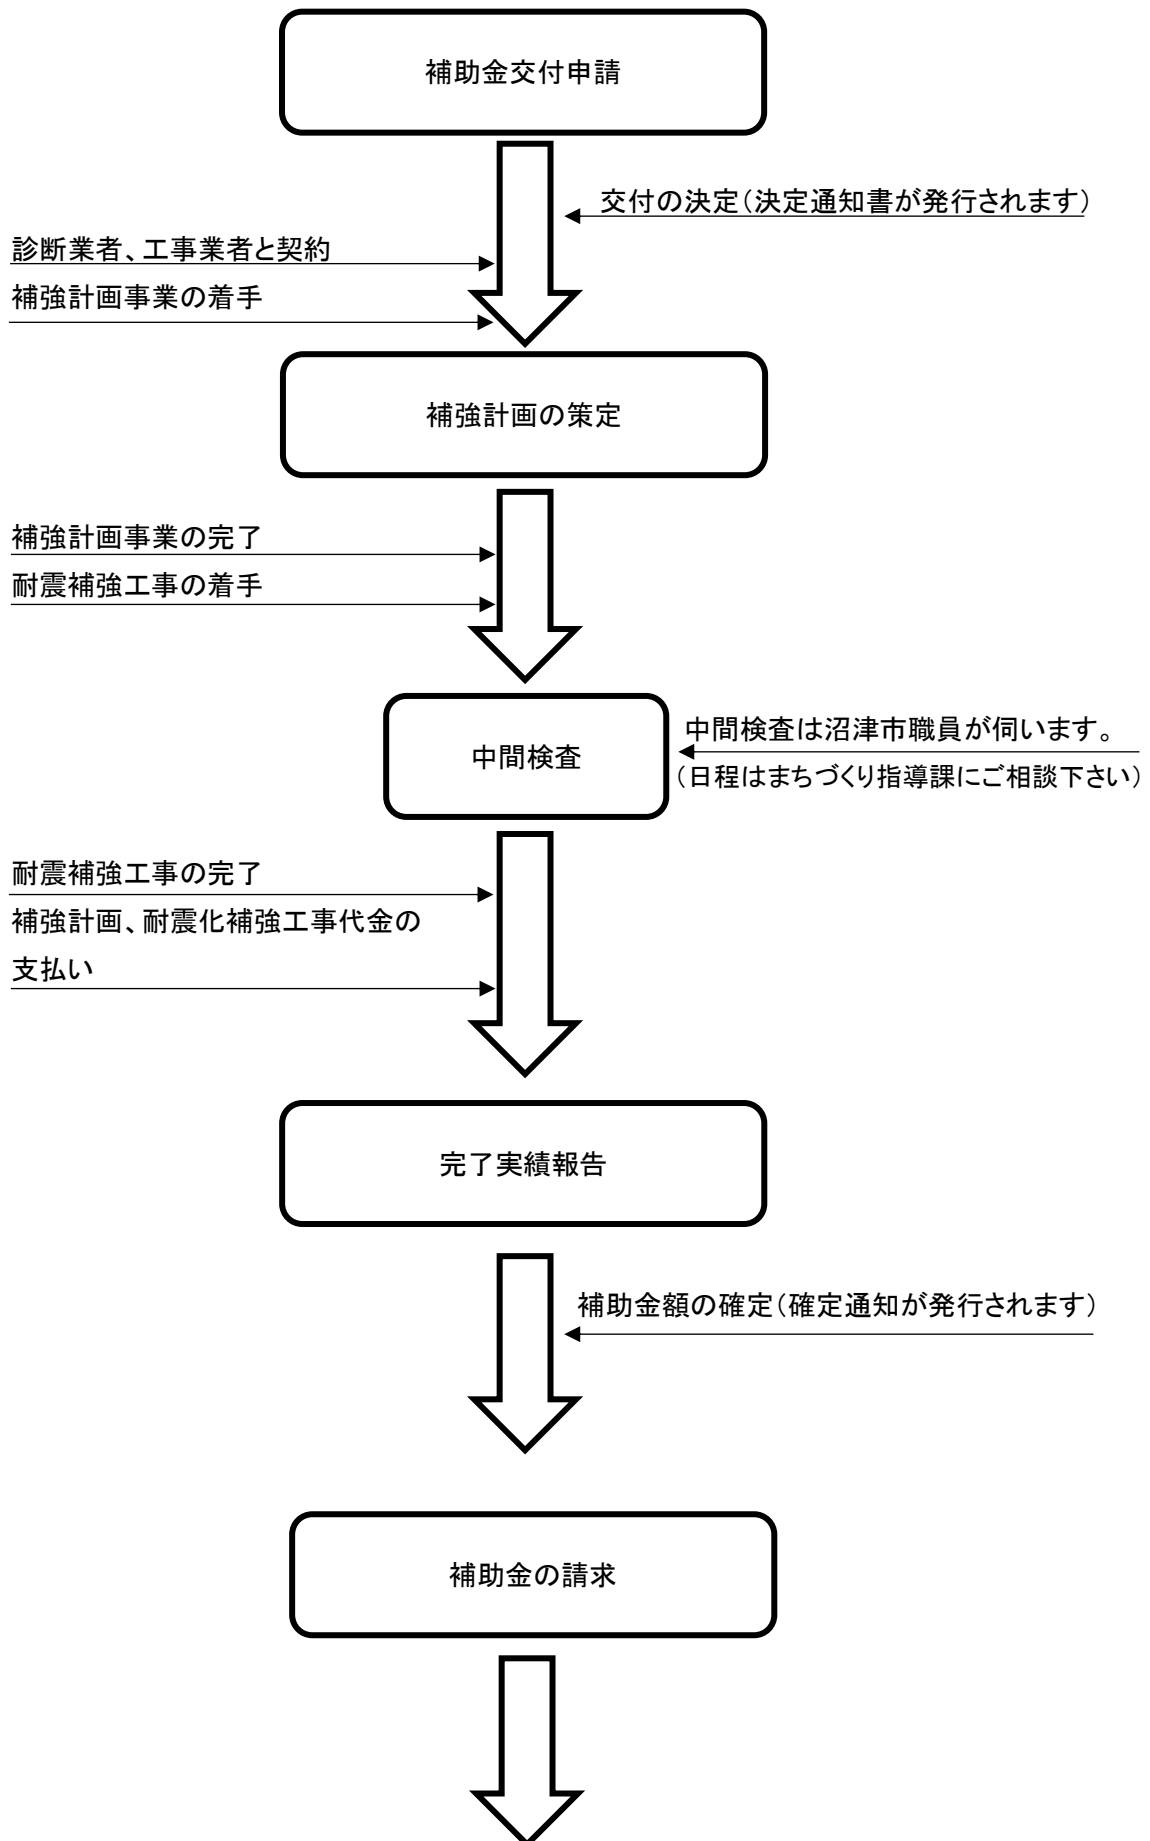 補助金交付申請
交付の決定（決定通知書が発行されます）
診断業者、工事業者と契約
補強計画事業の着手
補強計画の策定
補強計画事業の完了
耐震補強工事の着手
中間検査
中間検査は沼津市職員が伺います。
（日程はまちづくり指導課にご相談下さい）
耐震補強工事の完了
補強計画、耐震化補強工事代金の
支払い
完了実績報告
補助金額の確定（確定通知が発行されます）
補助金の請求